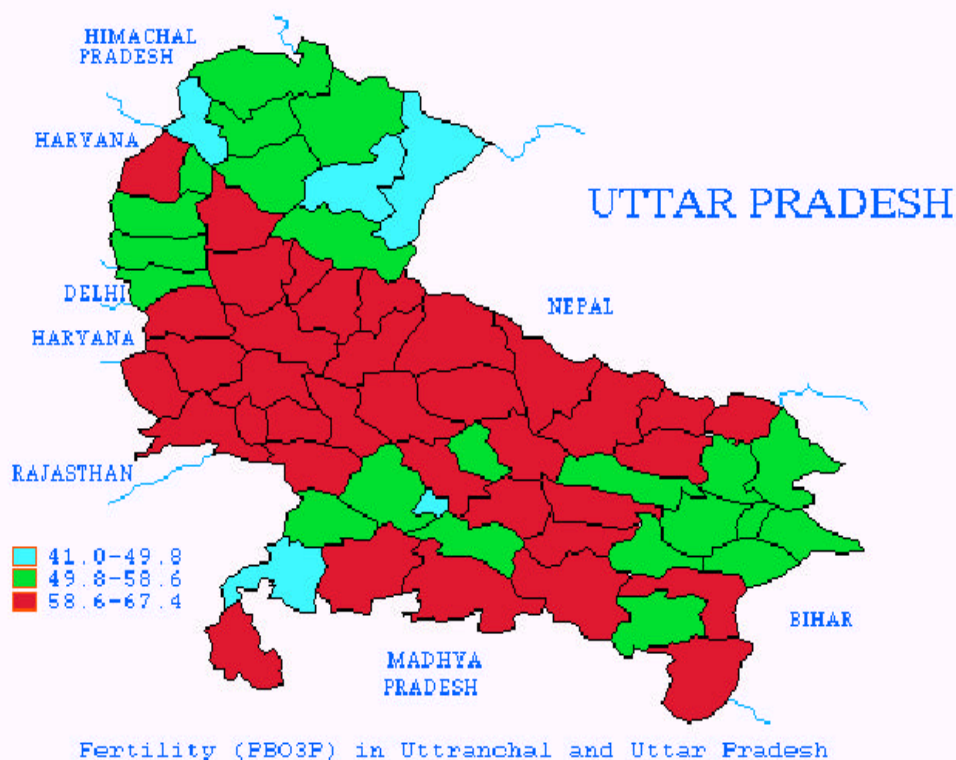 HIMACHAL
PRADESH
HARYANA
UTTAR PRADESH
DELHI
NEPAL
HARYANA
RAJASTHAN
41.0-49.8
49.8-58.6
58.6-67.4
BIHAR
MADHYA
PRADESH
Fertility (PBO3P) in Uttranchal and Uttar Pradesh